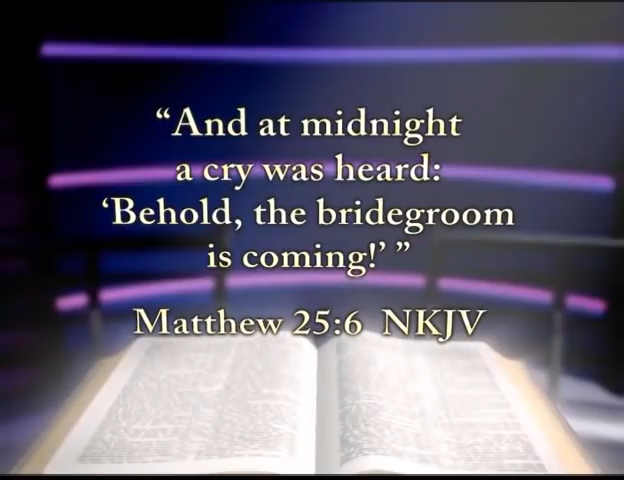 “And at midnight
a cry was heard:
‘Behold, the bridegroom
is coming!’ ”
Matthew 25:6 NKJV